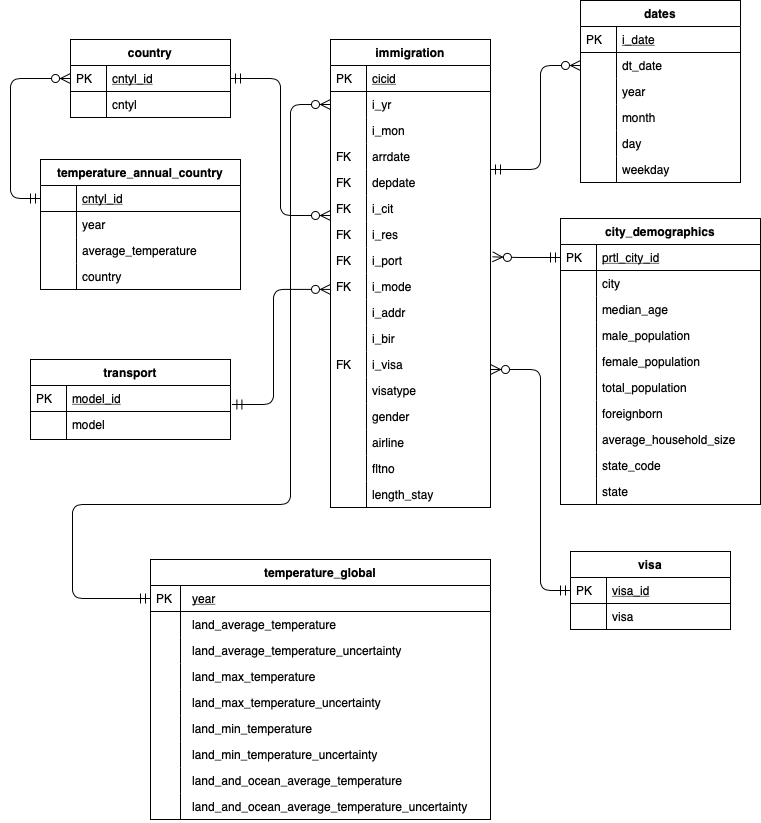 country
PK cntyl_id
cntyl
temperature_annual_country
cntyl_id
year
average_temperature
country
transport
PK model_id
model
immigration
PK cicid
i_yr
i_mon
FK arrdate
FK depdate
FK i_cit
FK i_res
FK i_port
FK i_mode
i_addr
i_bir
FK i_visa
visatype
gender
airline
fltno
length_stay
dates
PK i_date
dt_date
year
month
day
weekday
city_demographics
PK prtl_city_id
city
median_age
male_population
female_population
total_population
foreignborn
average_household_size
state_code
state
visa
PK visa_id
visa
temperature_global
PK year
land_average_temperature
land_average_temperature_uncertainty
land_max_temperature
land_max_temperature_uncertainty
land_min_temperature
land_min_temperature_uncertainty
land_and_ocean_average_temperature
land_and_ocean_average_temperature_uncertainty